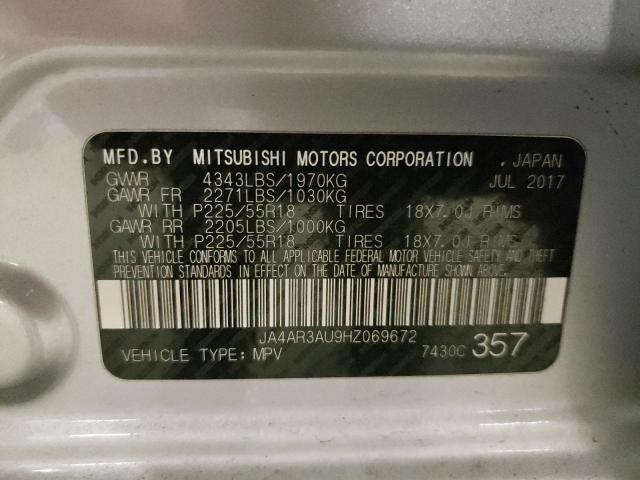 MFD.BY MITSUBISHI MOTORS CORPORATION . JAPAN
GVWR 4343LBS/1970KG JUL 2017
GAWR FR 2271LBS/1030KG
WITH P225/55R18 TIRES 18X7.0J RIMS
GAWR RR 2205LBS/1000KG
WITH P225/55R18 TIRES 18X7.0J RIMS
THIS VEHICLE CONFORMS TO ALL APPLICABLE FEDERAL MOTOR VEHICLE SAFETY AND THEFT
PREVENTION STANDARDS IN EFFECT ON THE DATE OF MANUFACTURE SHOWN ABOVE.
JA4AR3AU9HZ069672
VEHICLE TYPE: MPV 7430C 357